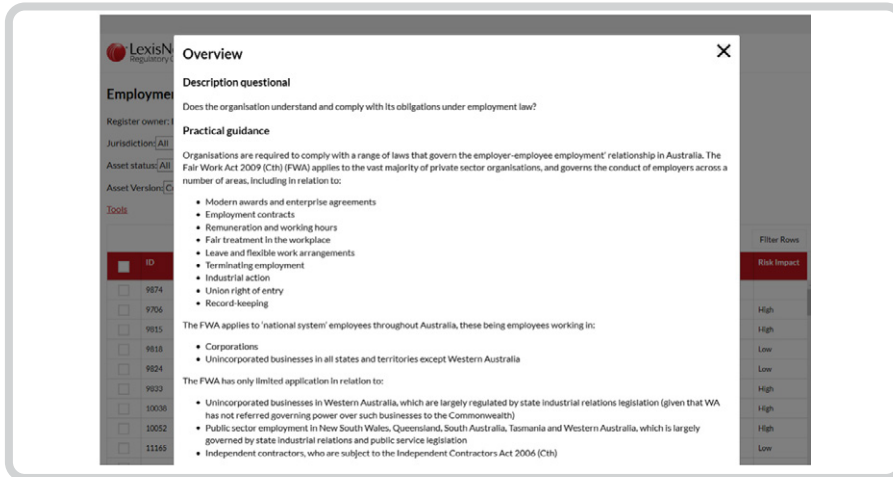 LexisN
Regulatory C
Overview
Description questional
Employme
Does the organisation understand and comply with its obligations under employment law?
Register owner:
Practical guidance
Jurisdiction: All
Organisations are required to comply with a range of laws that govern the employer-employee employment' relationship in Australia. The
Asset status: All
Fair Work Act 2009 (Cth) (FWA) applies to the vast majority of private sector organisations, and governs the conduct of employers across a
number of areas, including in relation to:
Asset Version:
Tools
• Modern awards and enterprise agreements
• Employment contracts
• Remuneration and working hours
• Fair treatment in the workplace
• Leave and flexible work arrangements
• Terminating employment
• Industrial action
• Union right of entry
• Record-keeping
Filter Rows
ID
Risk Impact
9874
9706 High
The FWA applies to 'national system' employees throughout Australia, these being employees working in:
9815 High
• Corporations
9818 Low
• Unincorporated businesses in all states and territories except Western Australia
9824 Low
The FWA has only limited application in relation to:
9833 High
• Unincorporated businesses in Western Australia, which are largely regulated by state industrial relations legislation (given that WA
has not referred governing power over such businesses to the Commonwealth)
10038 High
• Public sector employment in New South Wales, Queensland, South Australia, Tasmania and Western Australia, which is largely
governed by state industrial relations and public service legislation
10052 High
• Independent contractors, who are subject to the Independent Contractors Act 2006 (Cth)
11165 Low